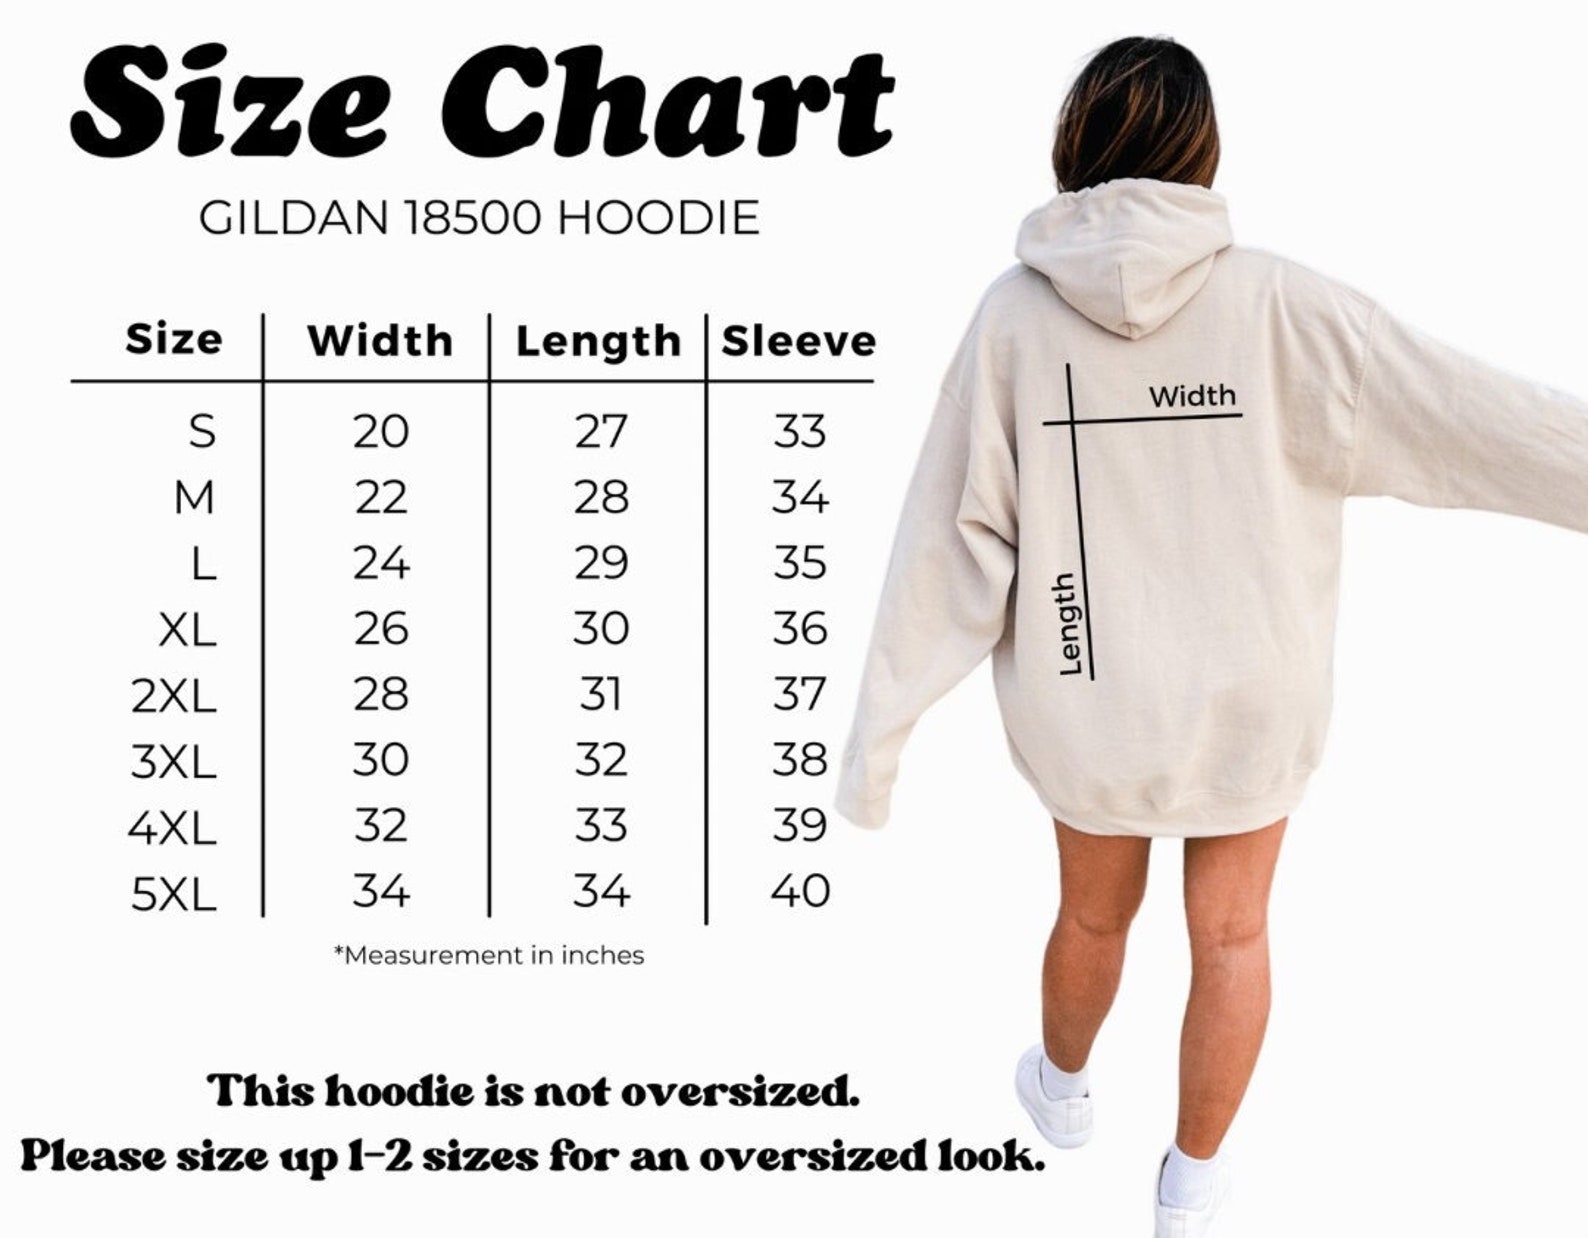 Size Chart
GILDAN 18500 HOODIE
Size Width Length Sleeve
S 20 27 33
M 22 28 34
L 24 29 35
XL 26 30 36
2XL 28 31 37
3XL 30 32 38
4XL 32 33 39
5XL 34 34 40
*Measurement in inches
This hoodie is not oversized.
Please size up 1-2 sizes for an oversized look.
Width
Length